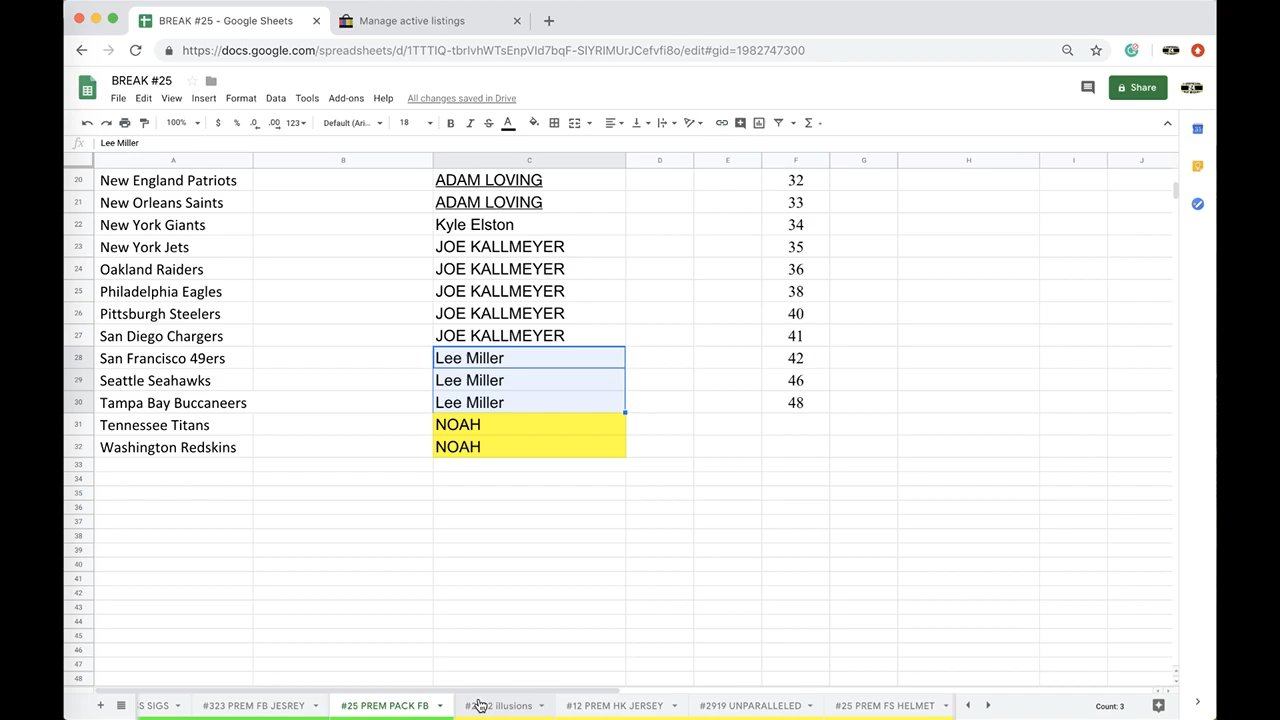 BREAK #25 - Google Sheets
Manage active listings
https://docs.google.com/spreadsheets/d/1TTTIQ-tbrIvhWTsEnpVId7bqF-SIYRIMUrJCefvfi8o/edit#gid=1982747300
BREAK #25
File Edit View Insert Format Data Tools Add-ons Help All changes saved in Drive
Share
100% $ % .0 .00 123 Default (Ari... 18 B I S A
fx Lee Miller
A B C D E F G H I J
20 New England Patriots ADAM LOVING 32
21 New Orleans Saints ADAM LOVING 33
22 New York Giants Kyle Elston 34
23 New York Jets JOE KALLMEYER 35
24 Oakland Raiders JOE KALLMEYER 36
25 Philadelphia Eagles JOE KALLMEYER 38
26 Pittsburgh Steelers JOE KALLMEYER 40
27 San Diego Chargers JOE KALLMEYER 41
28 San Francisco 49ers Lee Miller 42
29 Seattle Seahawks Lee Miller 46
30 Tampa Bay Buccaneers Lee Miller 48
31 Tennessee Titans NOAH
32 Washington Redskins NOAH
33
34
35
36
37
38
39
40
41
42
43
44
45
46
47
48
S SIGS #323 PREM FB JESREY #25 PREM PACK FB illusions #12 PREM HK JERSEY #2919 UNPARALLELED #25 PREM FS HELMET Count: 3